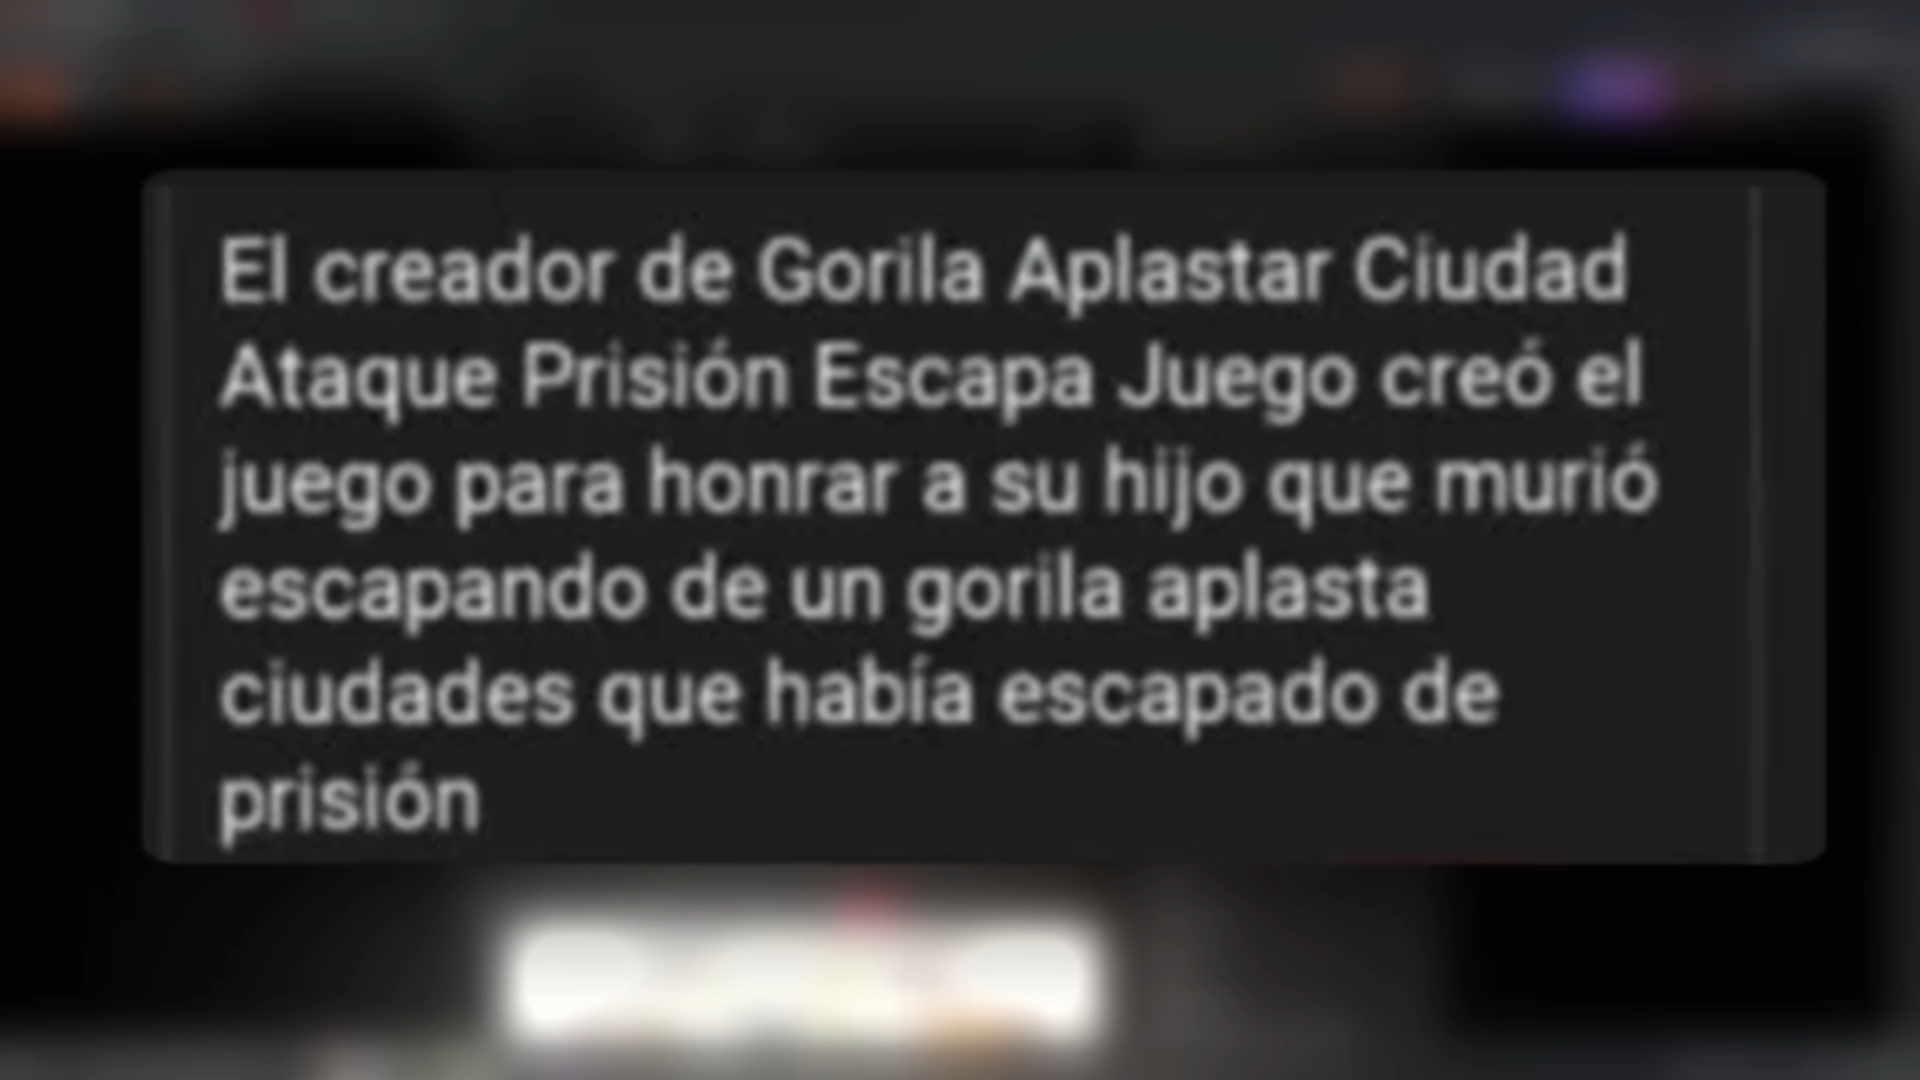 El creador de Gorila Aplastar Ciudad
Ataque Prisión Escapa Juego creó el
juego para honrar a su hijo que murió
escapando de un gorila aplasta
ciudades que había escapado de
prisión